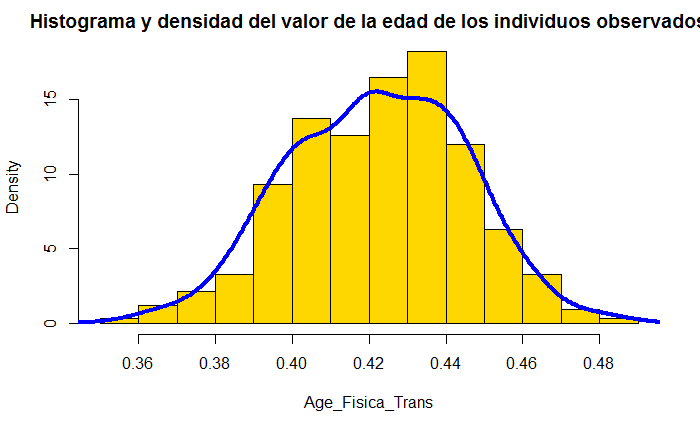 Histograma y densidad del valor de la edad de los individuos observados
Density
15
10
5
0
0.36 0.38 0.40 0.42 0.44 0.46 0.48
Age_Fisica_Trans